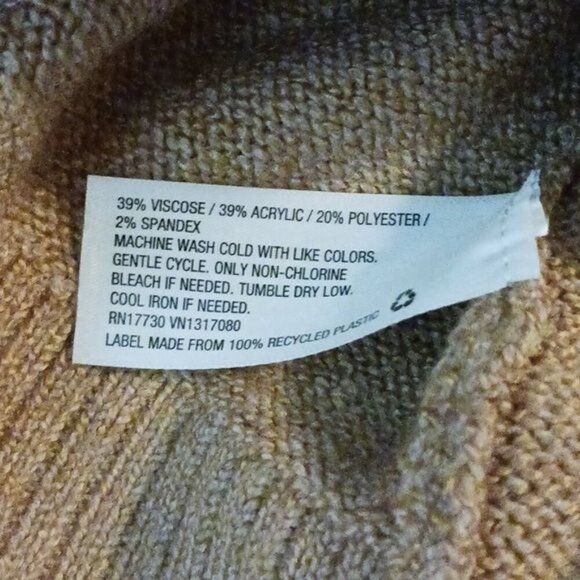 39% VISCOSE / 39% ACRYLIC / 20% POLYESTER /
2% SPANDEX
MACHINE WASH COLD WITH LIKE COLORS.
GENTLE CYCLE. ONLY NON-CHLORINE
BLEACH IF NEEDED. TUMBLE DRY LOW.
COOL IRON IF NEEDED.
RN17730 VN1317080
LABEL MADE FROM 100% RECYCLED PLASTIC